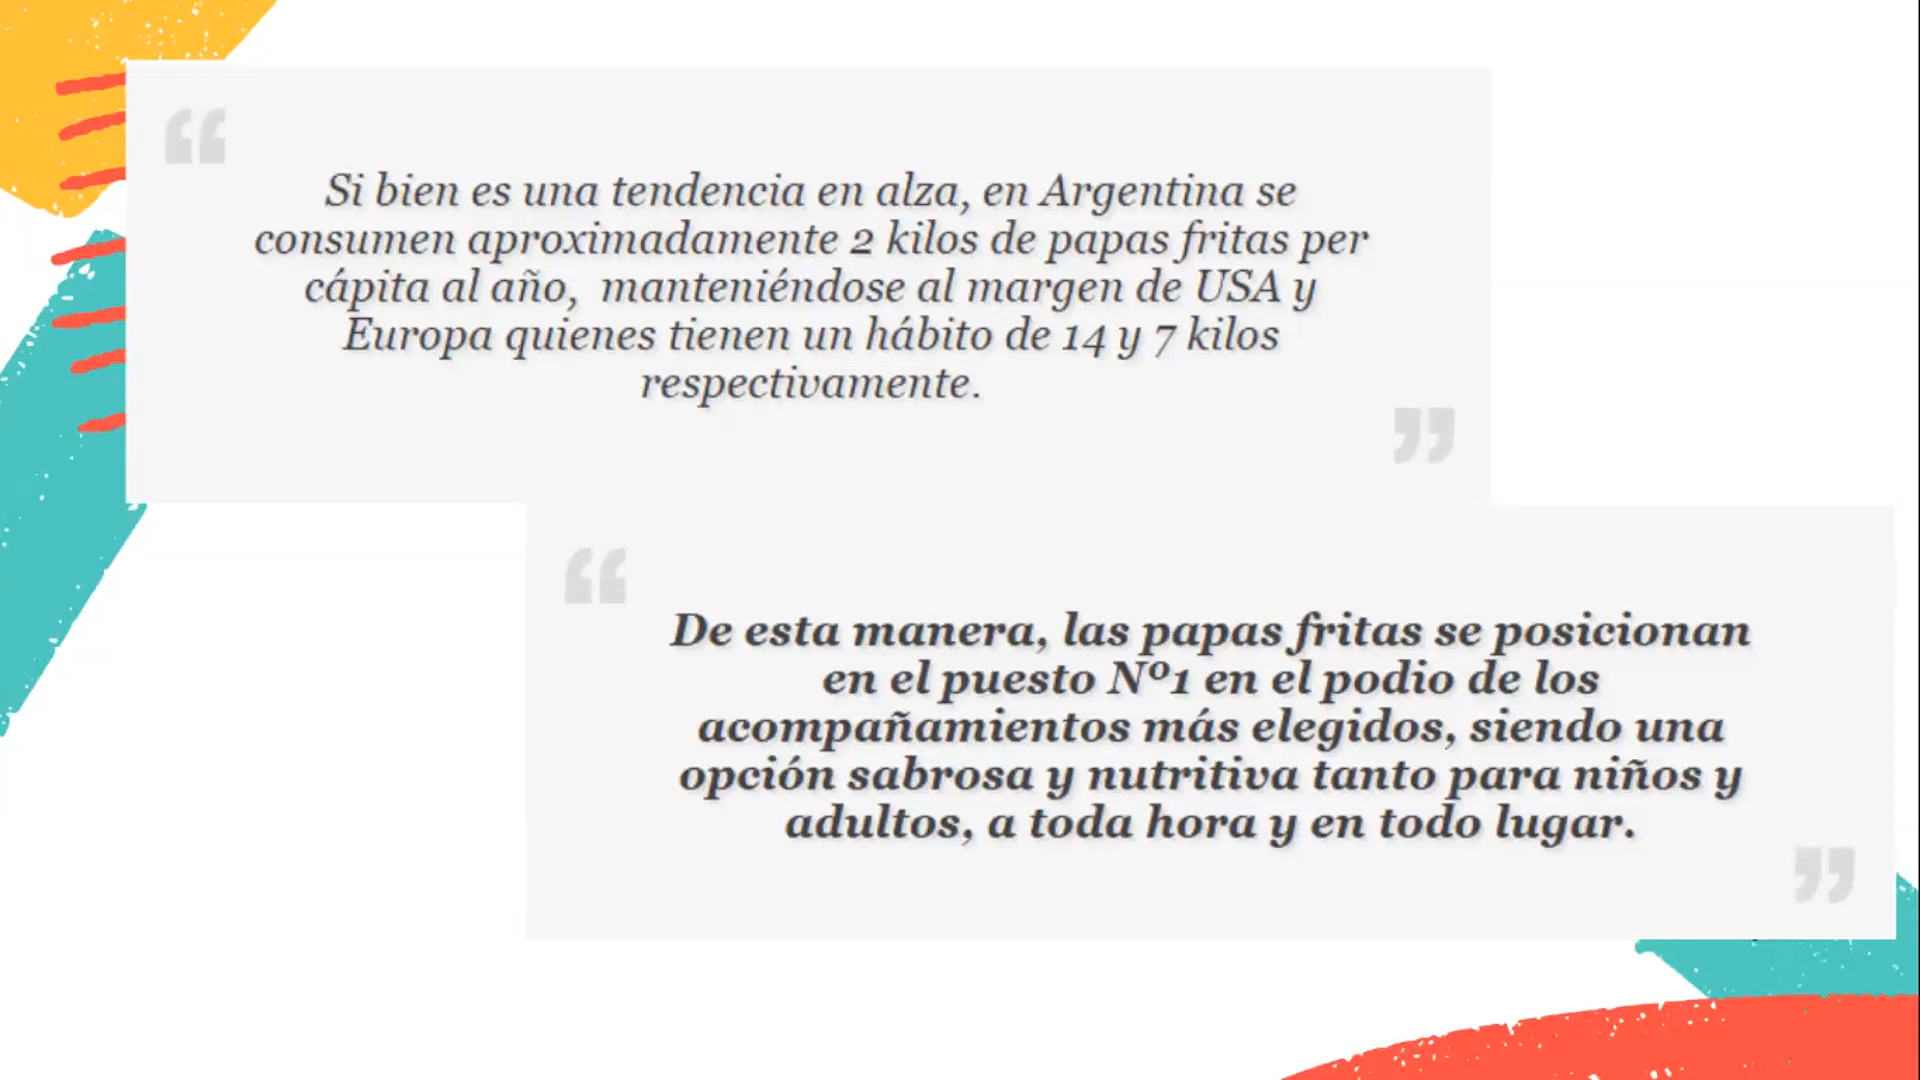 “
Si bien es una tendencia en alza, en Argentina se
consumen aproximadamente 2 kilos de papas fritas per
cápita al año,  manteniéndose al margen de USA y
Europa quienes tienen un hábito de 14 y 7 kilos
respectivamente.
”
“
De esta manera, las papas fritas se posicionan
en el puesto Nº1 en el podio de los
acompañamientos más elegidos, siendo una
opción sabrosa y nutritiva tanto para niños y
adultos, a toda hora y en todo lugar.
”